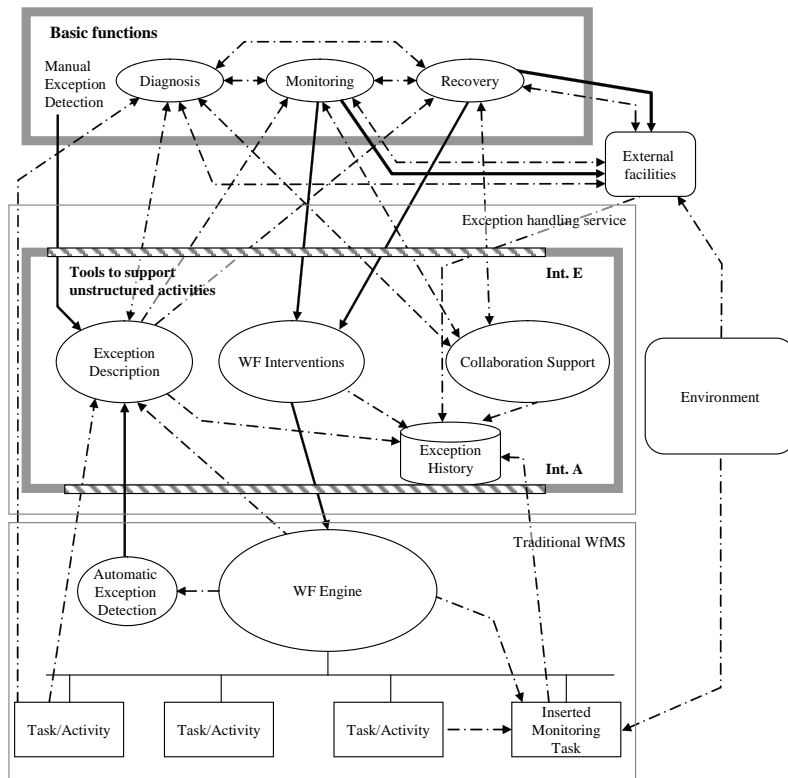 Basic functions
Manual
Exception
Detection
Diagnosis
Monitoring
Recovery
External
facilities
Exception handling service
Tools to support
unstructured activities
Int. E
Exception
Description
WF Interventions
Collaboration Support
Environment
Exception
History
Int. A
Traditional WfMS
Automatic
Exception
Detection
WF Engine
Task/Activity
Task/Activity
Task/Activity
Inserted
Monitoring
Task